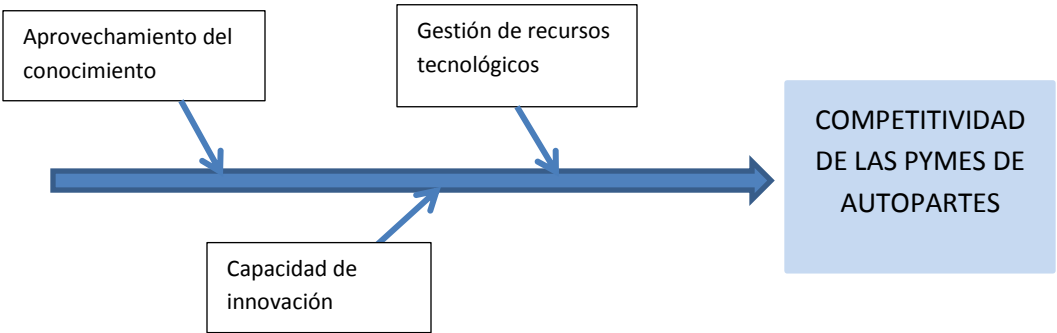 Aprovechamiento del
conocimiento
Gestión de recursos
tecnológicos
COMPETITIVIDAD
DE LAS PYMES DE
AUTOPARTES
Capacidad de
innovación